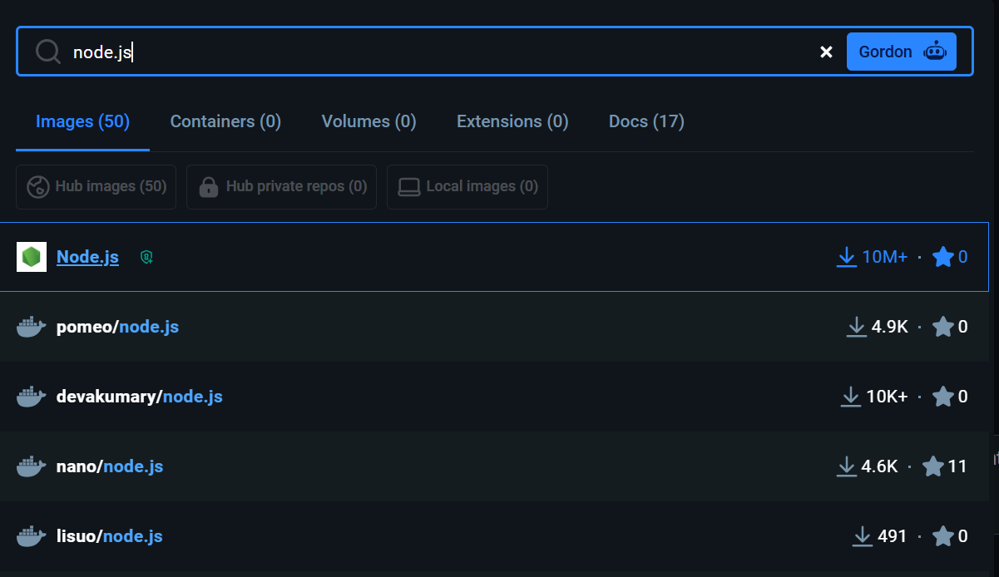 node.js
Gordon
Images (50) Containers (0) Volumes (0) Extensions (0) Docs (17)
Hub images (50) Hub private repos (0) Local images (0)
Node.js 10M+ · 0
pomeo/node.js 4.9K · 0
devakumary/node.js 10K+ · 0
nano/node.js 4.6K · 11
lisuo/node.js 491 · 0